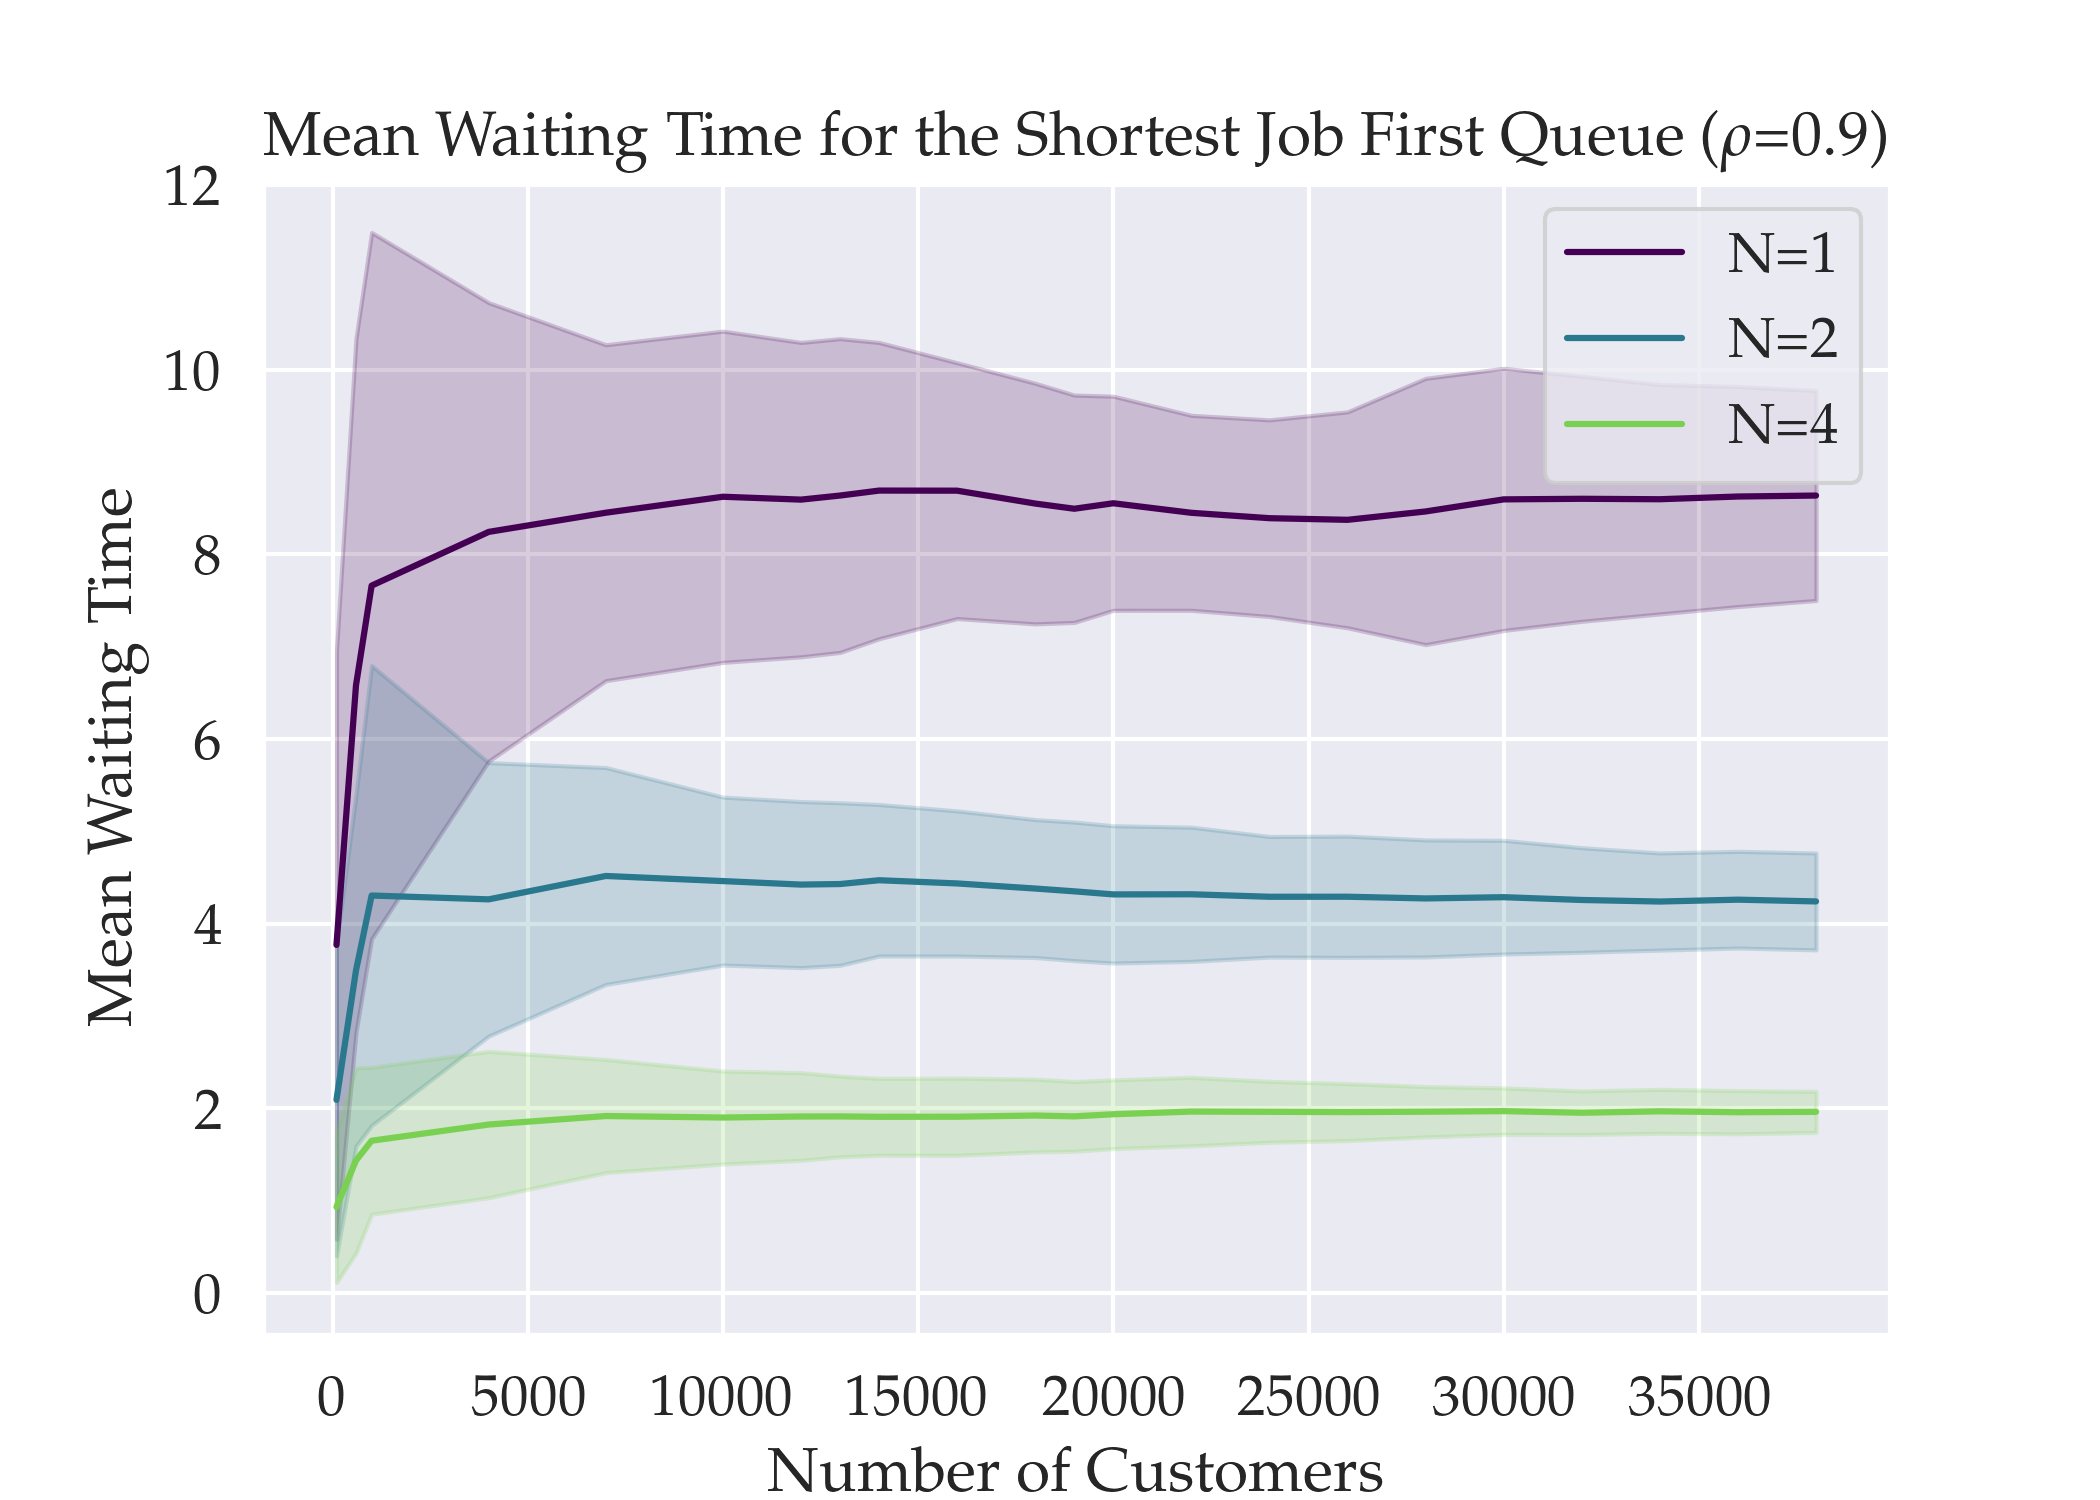 Mean Waiting Time for the Shortest Job First Queue (ρ=0.9)
12
10
8
6
4
2
0
Mean Waiting Time
N=1
N=2
N=4
0 5000 10000 15000 20000 25000 30000 35000
Number of Customers